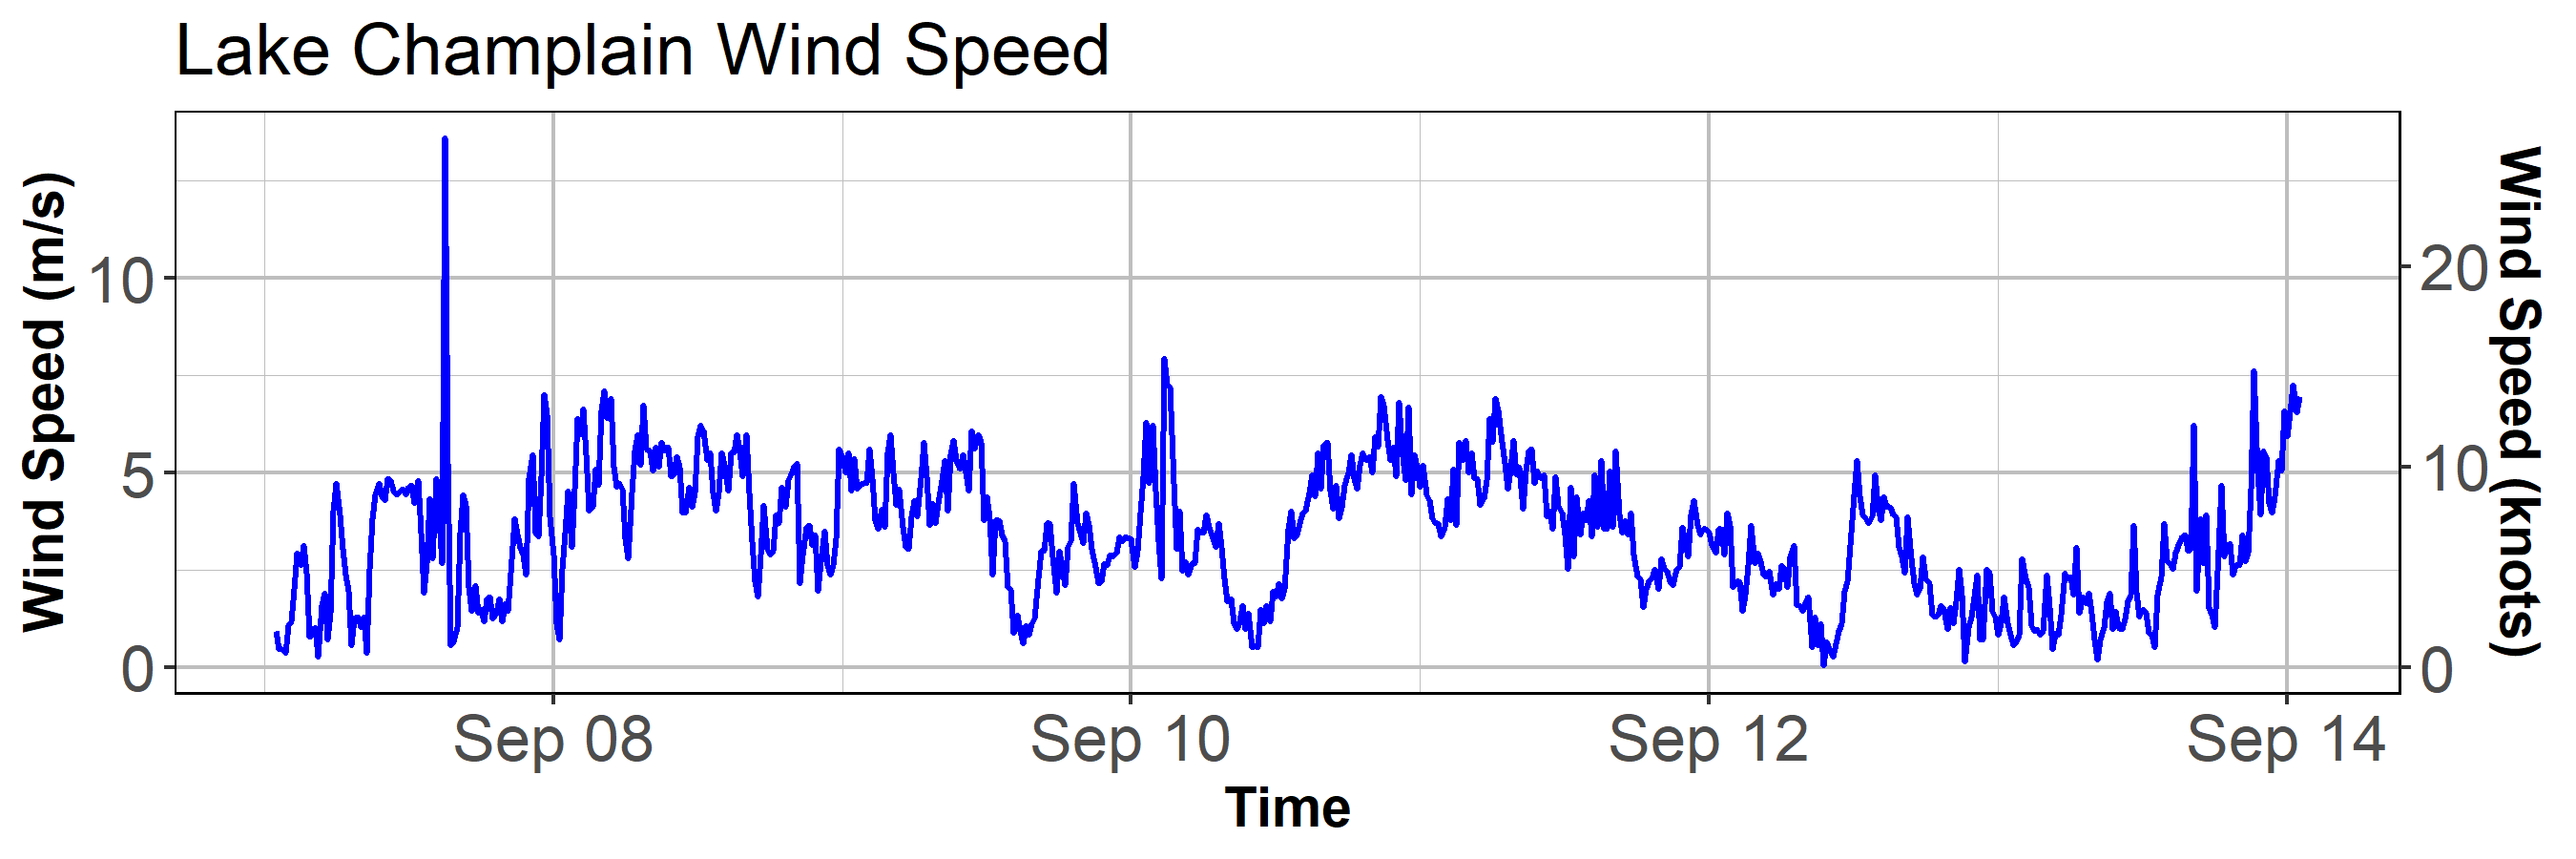 Lake Champlain Wind Speed
Wind Speed (m/s)
10
5
0
20
10
0
Wind Speed (knots)
Sep 08
Sep 10
Sep 12
Sep 14
Time